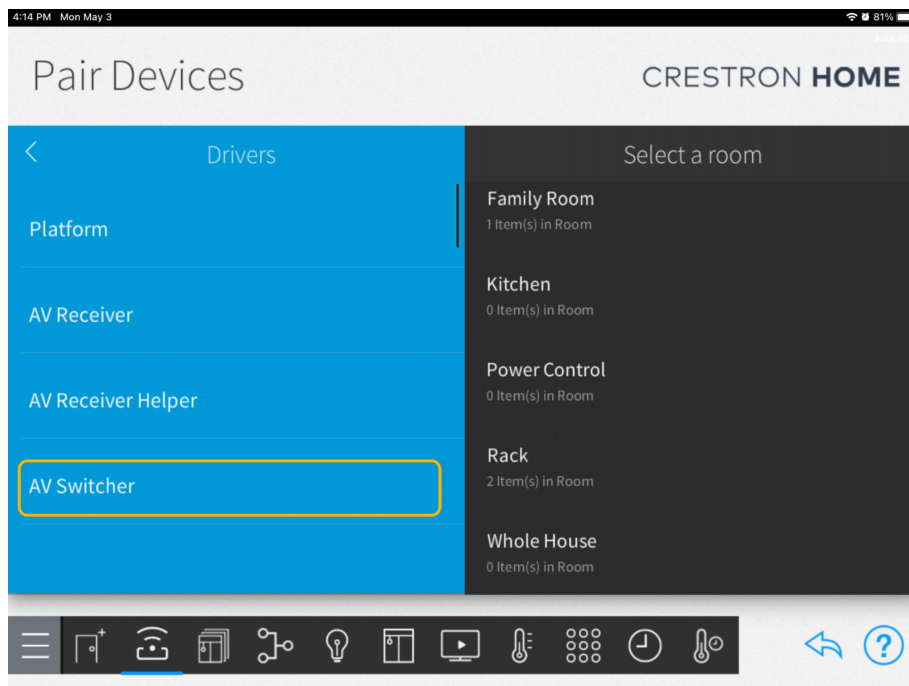 4:14 PM Mon May 3
81%
Pair Devices
CRESTRON HOME
Drivers
Platform
AV Receiver
AV Receiver Helper
AV Switcher
Select a room
Family Room
1 Item(s) in Room
Kitchen
0 Item(s) in Room
Power Control
0 Item(s) in Room
Rack
2 Item(s) in Room
Whole House
0 Item(s) in Room
?